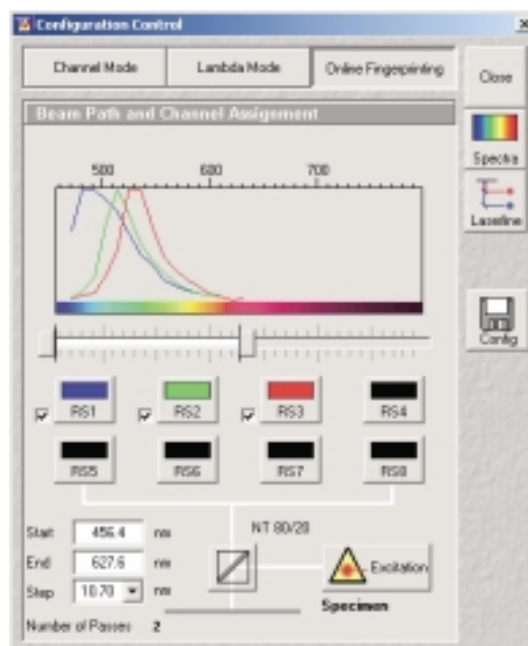 Configuration Control
Channel Mode
Lambda Mode
Online Fingerprinting
Close
Beam Path and Channel Assignment
Spectra
500 600 700
Laserline
Config
RS1 RS2 RS3 RS4
RS5 RS6 RS7 RS8
Start 456.4 nm
NT 80/20
End 627.6 nm
Excitation
Step 10.70 nm
Specimen
Number of Passes 2